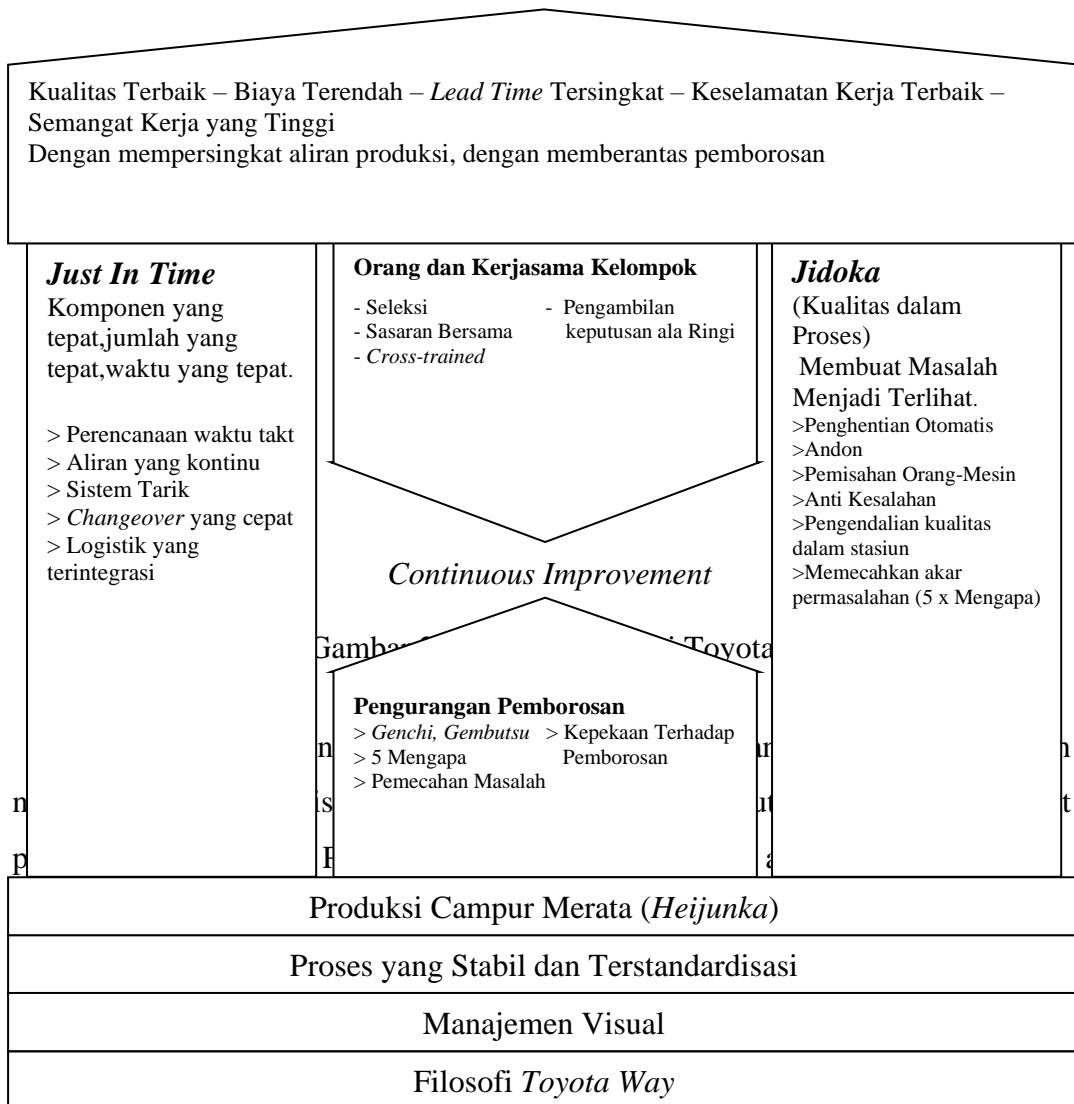 Kualitas Terbaik – Biaya Terendah – Lead Time Tersingkat – Keselamatan Kerja Terbaik –
Semangat Kerja yang Tinggi
Dengan mempersingkat aliran produksi, dengan memberantas pemborosan
Just In Time
Komponen yang
tepat,jumlah yang
tepat,waktu yang tepat.
> Perencanaan waktu takt
> Aliran yang kontinu
> Sistem Tarik
> Changeover yang cepat
> Logistik yang
terintegrasi
Orang dan Kerjasama Kelompok
- Seleksi
- Sasaran Bersama
- Cross-trained
- Pengambilan
keputusan ala Ringi
Continuous Improvement
Toyota
Pengurangan Pemborosan
> Genchi, Gembutsu
> 5 Mengapa
> Pemecahan Masalah
> Kepekaan Terhadap
Pemborosan
Jidoka
(Kualitas dalam
Proses)
Membuat Masalah
Menjadi Terlihat.
>Penghentian Otomatis
>Andon
>Pemisahan Orang-Mesin
>Anti Kesalahan
>Pengendalian kualitas
dalam stasiun
>Memecahkan akar
permasalahan (5 x Mengapa)
Produksi Campur Merata (Heijunka)
Proses yang Stabil dan Terstandardisasi
Manajemen Visual
Filosofi Toyota Way